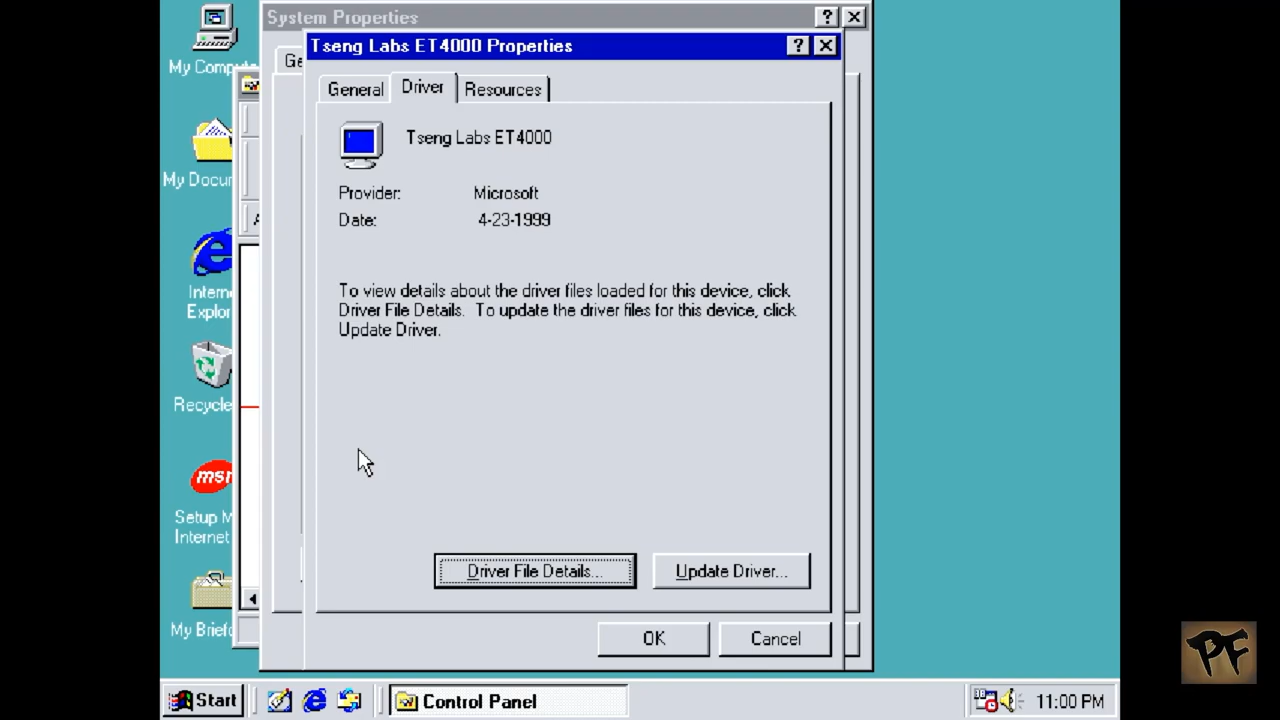 System Properties
Tseng Labs ET4000 Properties
My Compu
Ge
General
Driver
Resources
Tseng Labs ET4000
My Docur
Provider: Microsoft
Date: 4-23-1999
To view details about the driver files loaded for this device, click
Driver File Details. To update the driver files for this device, click
Update Driver.
Intern
Explor
Recycle
msn
Setup M
Internet
Driver File Details...
Update Driver...
My Briefc
OK
Cancel
Start
Control Panel
11:00 PM
PF